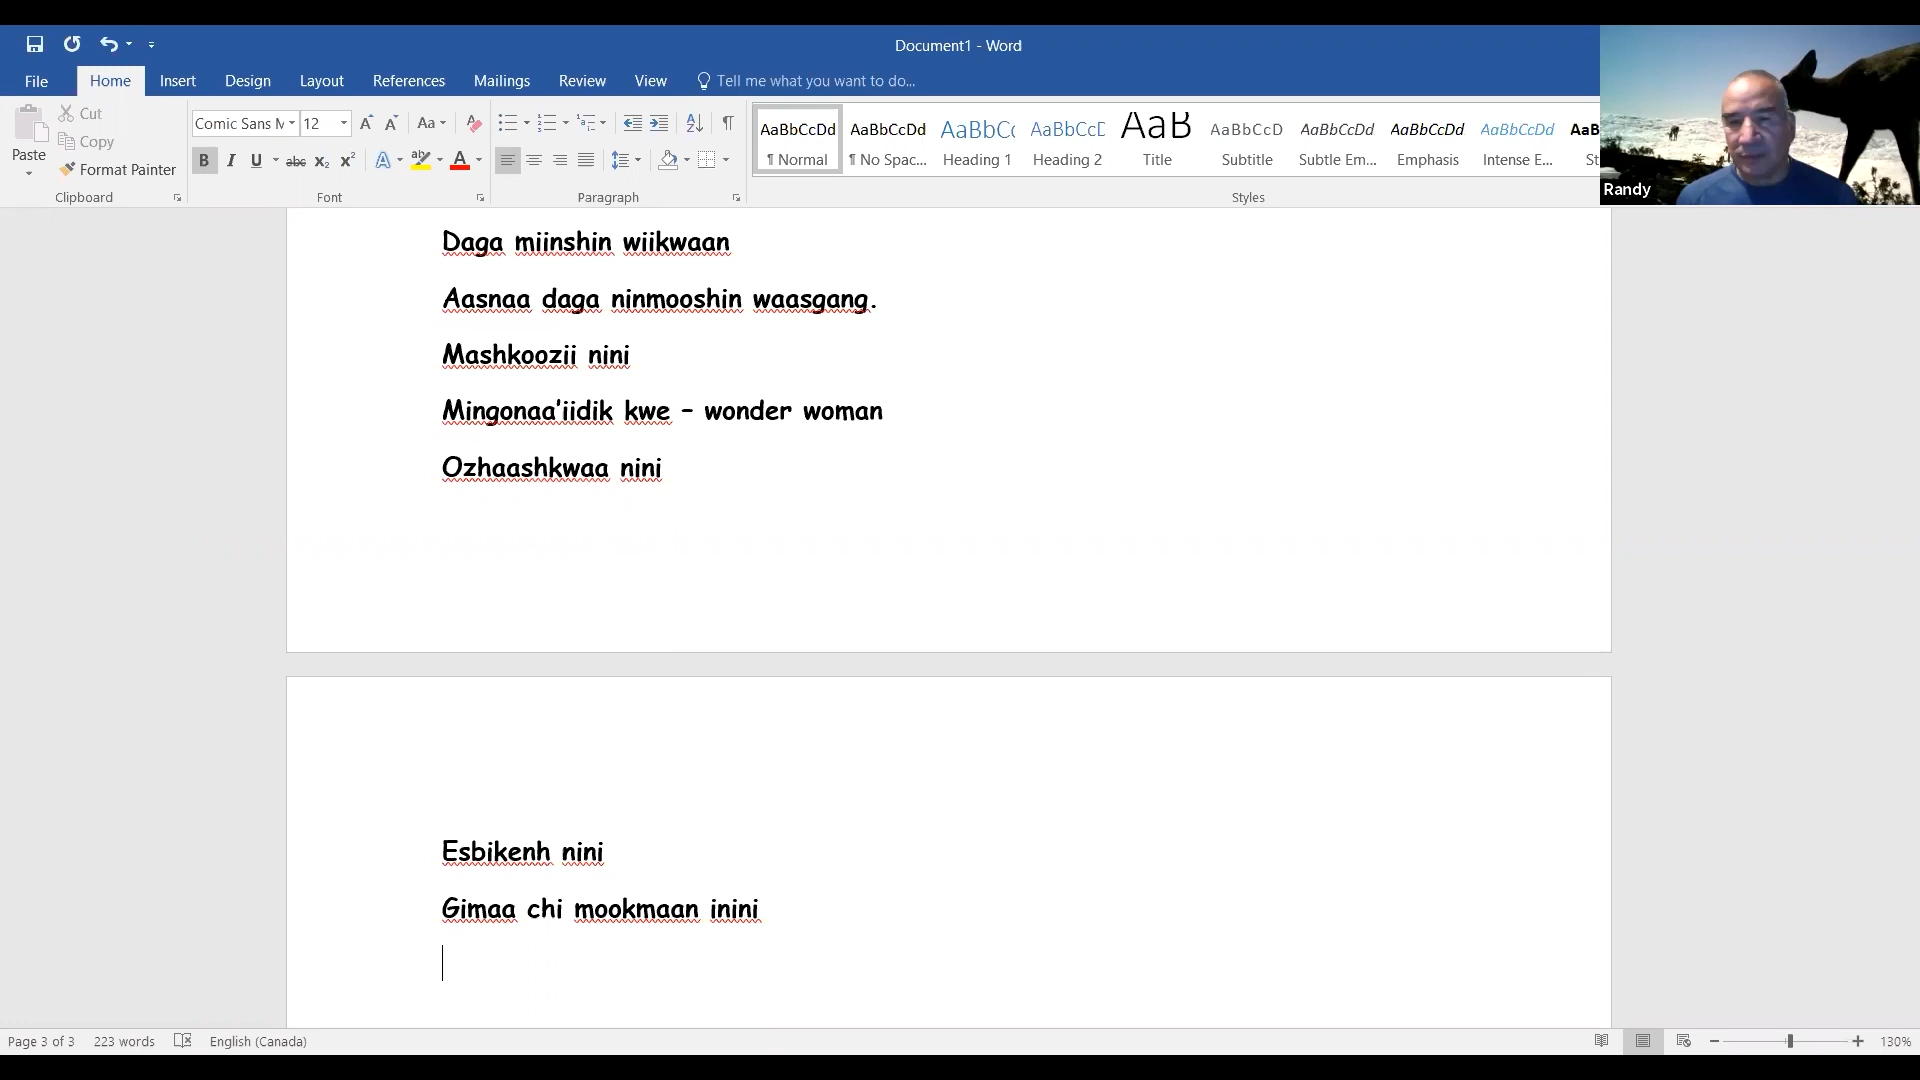 Document1 - Word
File Home Insert Design Layout References Mailings Review View Tell me what you want to do...
Paste
Cut
Copy
Format Painter
Clipboard
Comic Sans M 12
Font
Paragraph
AaBbCcDd AaBbCcDd AaBbCc AaBbCcD AaB AaBbCcD AaBbCcDd AaBbCcDd AaBbCcDd AaBb
¶ Normal ¶ No Spac... Heading 1 Heading 2 Title Subtitle Subtle Em... Emphasis Intense E... St
Styles
Randy
Daga miinshin wiikwaan
Aasnaa daga ninmooshin waasgang.
Mashkoozii nini
Mingonaa'iidik kwe – wonder woman
Ozhaashkwaa nini
Esbikenh nini
Gimaa chi mookmaan inini
Page 3 of 3 223 words English (Canada) 130%